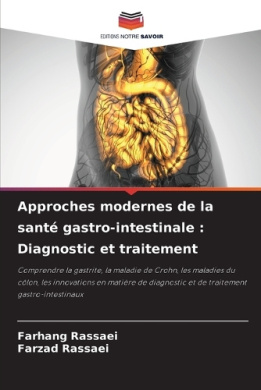 EDITIONS NOTRE SAVOIR
Approches modernes de la
santé gastro-intestinale :
Diagnostic et traitement
Comprendre la gastrite, la maladie de Crohn, les maladies du
côlon, les innovations en matière de diagnostic et de traitement
gastro-intestinaux
Farhang Rassaei
Farzad Rassaei